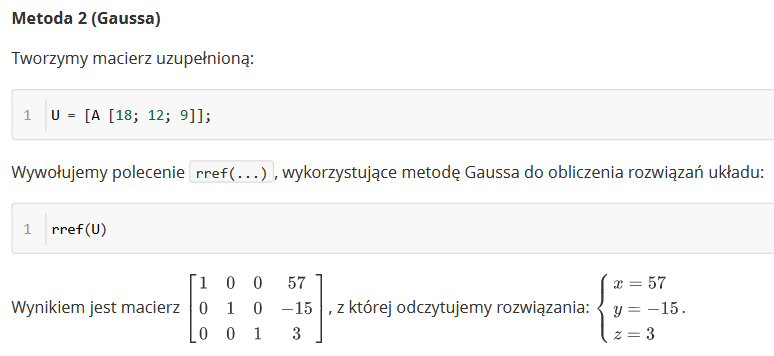 Metoda 2 (Gaussa)
Tworzymy macierz uzupełnioną:
1 U = [A [18; 12; 9]];
Wywołujemy polecenie rref(...) , wykorzystujące metodę Gaussa do obliczenia rozwiązań układu:
1 rref(U)
Wynikiem jest macierz [1 0 0 57
0 1 0 −15
0 0 1 3] , z której odczytujemy rozwiązania: { x = 57
y = −15 .
z = 3